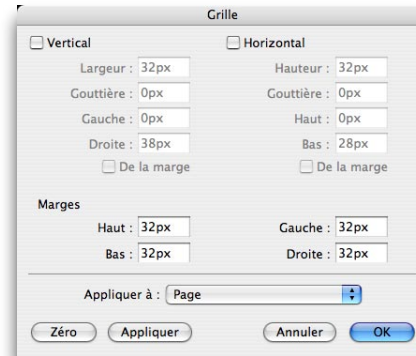 Grille
Vertical Horizontal
Largeur : 32px Hauteur : 32px
Gouttière : 0px Gouttière : 0px
Gauche : 0px Haut : 0px
Droite : 38px Bas : 28px
De la marge De la marge
Marges
Haut : 32px Gauche : 32px
Bas : 32px Droite : 32px
Appliquer à : Page
Zéro Appliquer Annuler OK